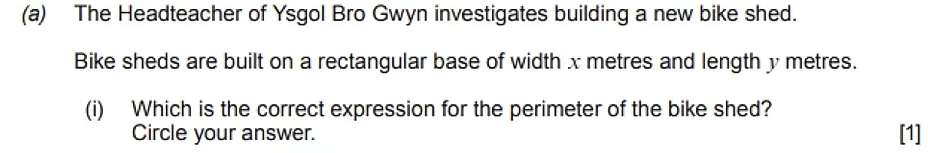 (a) The Headteacher of Ysgol Bro Gwyn investigates building a new bike shed.
Bike sheds are built on a rectangular base of width x metres and length y metres.
(i) Which is the correct expression for the perimeter of the bike shed?
Circle your answer. [1]